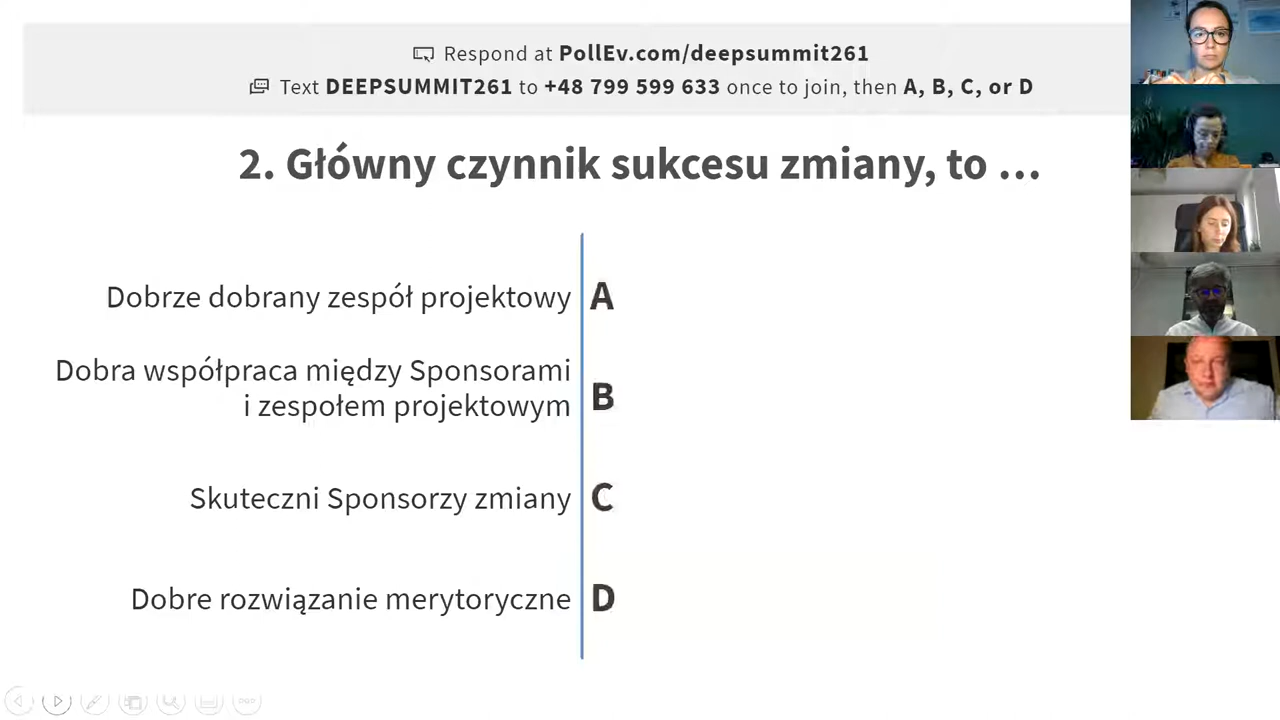 Respond at PollEv.com/deepsummit261
Text DEEPSUMMIT261 to +48 799 599 633 once to join, then A, B, C, or D
2. Główny czynnik sukcesu zmiany, to ...
Dobrze dobrany zespół projektowy A
Dobra współpraca między Sponsorami
i zespołem projektowym B
Skuteczni Sponsorzy zmiany C
Dobre rozwiązanie merytoryczne D